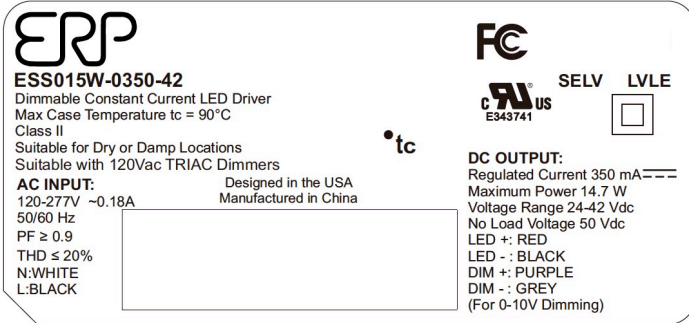 ERP
FC
ESS015W-0350-42
Dimmable Constant Current LED Driver
Max Case Temperature tc = 90°C
Class II
Suitable for Dry or Damp Locations
Suitable with 120Vac TRIAC Dimmers
c RU® US
E343741
SELV LVLE
•tc
AC INPUT:
120-277V ~0.18A
50/60 Hz
PF ≥ 0.9
THD ≤ 20%
N:WHITE
L:BLACK
Designed in the USA
Manufactured in China
DC OUTPUT:
Regulated Current 350 mA
Maximum Power 14.7 W
Voltage Range 24-42 Vdc
No Load Voltage 50 Vdc
LED +: RED
LED - : BLACK
DIM +: PURPLE
DIM - : GREY
(For 0-10V Dimming)